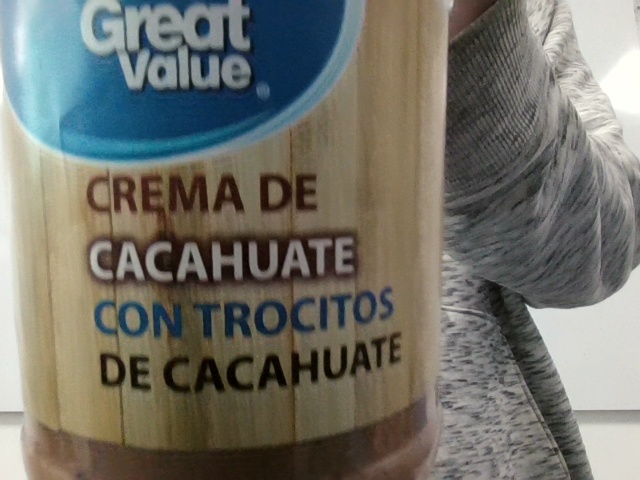 Great
Value
CREMA DE
CACAHUATE
CON TROCITOS
DE CACAHUATE